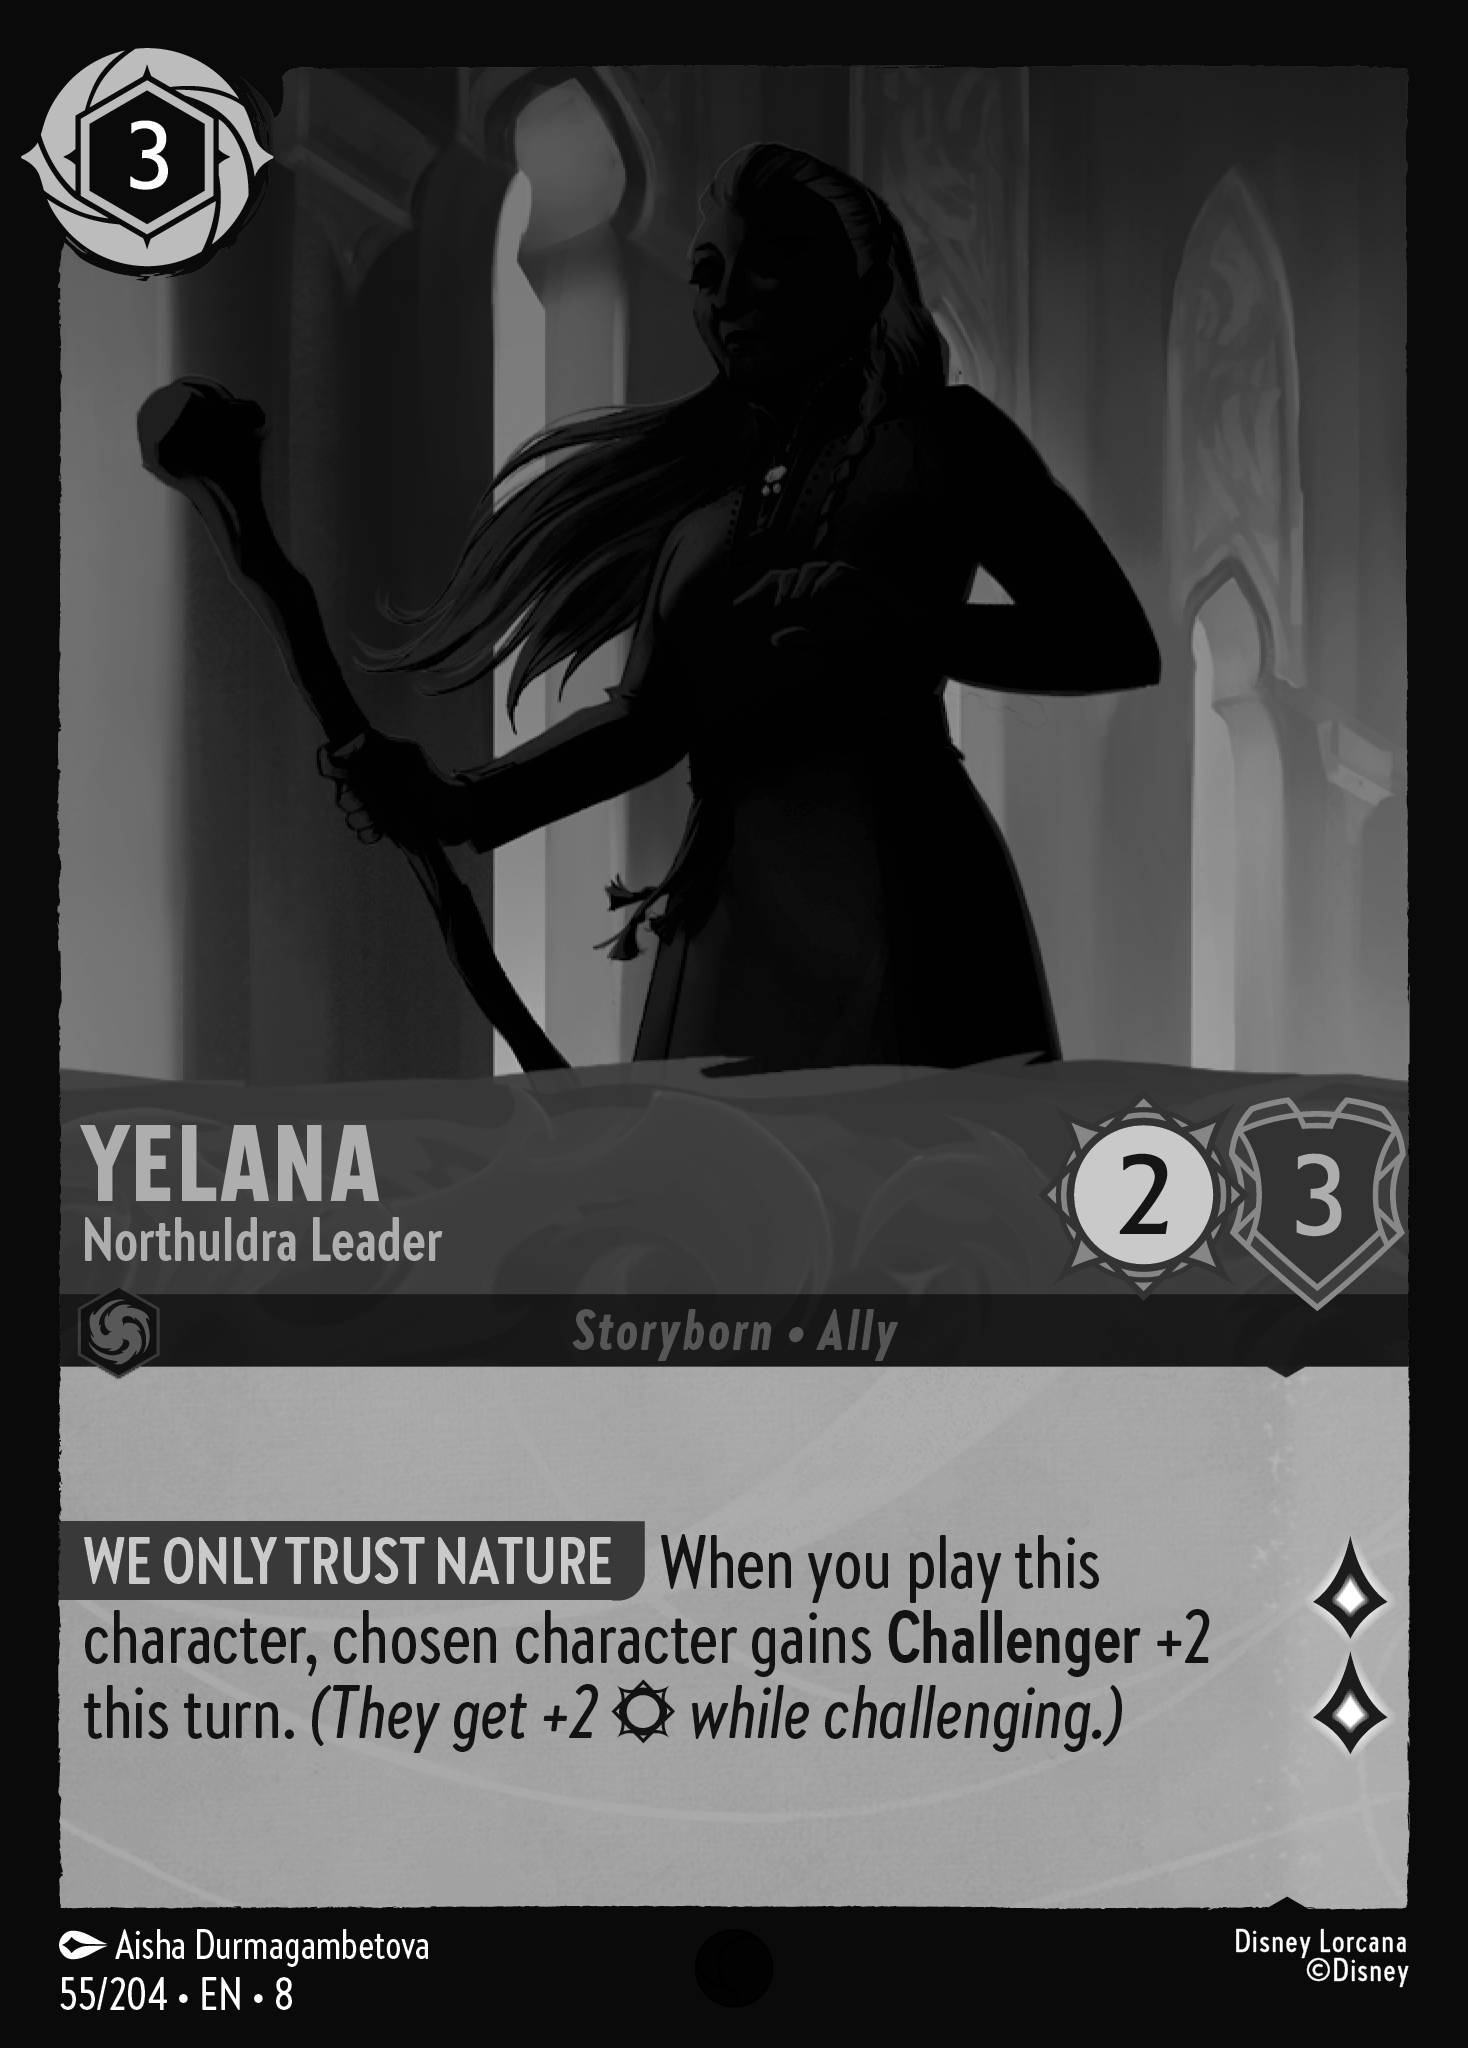 3
YELANA
Northuldra Leader
2
3
Storyborn • Ally
WE ONLY TRUST NATURE When you play this
character, chosen character gains Challenger +2
this turn. (They get +2 while challenging.)
Aisha Durmagambetova
55/204 • EN • 8
Disney Lorcana
©Disney